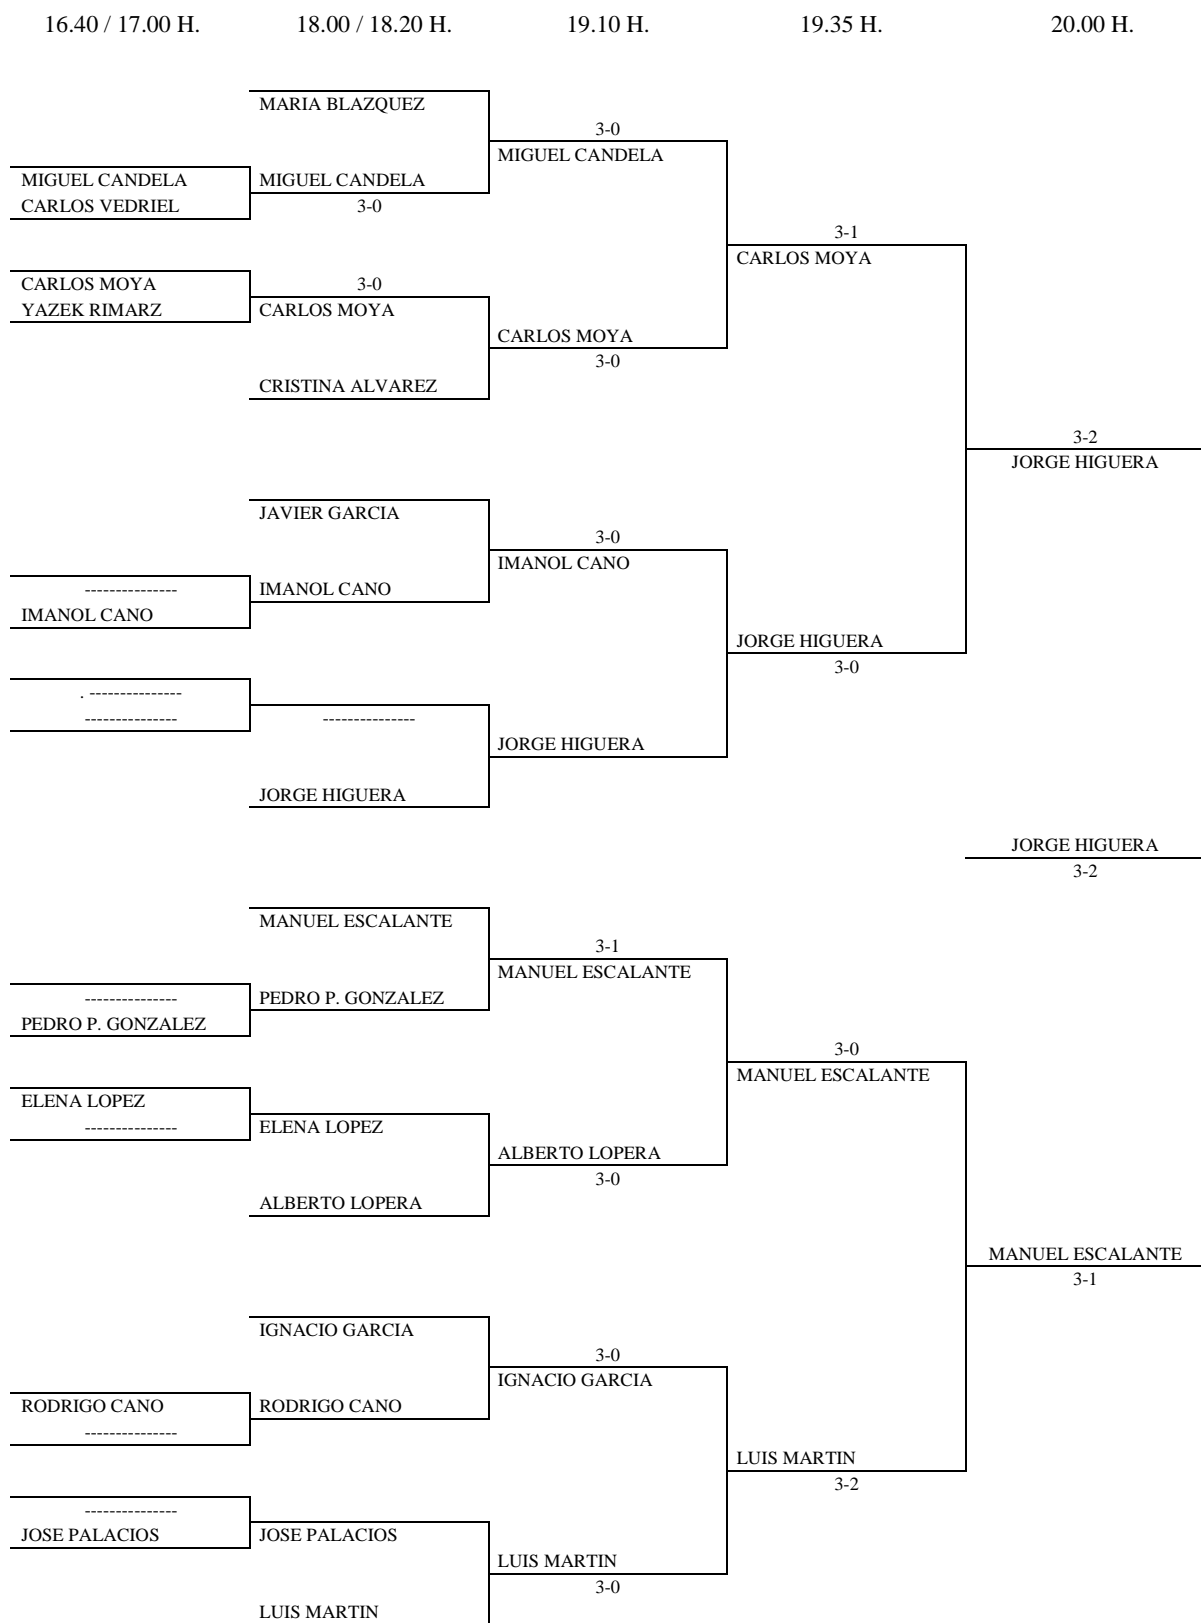 16.40 / 17.00 H. 18.00 / 18.20 H. 19.10 H. 19.35 H. 20.00 H.
MARIA BLAZQUEZ
3-0
MIGUEL CANDELA
MIGUEL CANDELA MIGUEL CANDELA
CARLOS VEDRIEL 3-0
3-1
CARLOS MOYA
CARLOS MOYA 3-0
YAZEK RIMARZ CARLOS MOYA
CARLOS MOYA
3-0
CRISTINA ALVAREZ
3-2
JORGE HIGUERA
JAVIER GARCIA
3-0
IMANOL CANO
--------------- IMANOL CANO
IMANOL CANO
JORGE HIGUERA
3-0
. ---------------
--------------- ---------------
JORGE HIGUERA
JORGE HIGUERA
JORGE HIGUERA
3-2
MANUEL ESCALANTE
3-1
MANUEL ESCALANTE
--------------- PEDRO P. GONZALEZ
PEDRO P. GONZALEZ
3-0
MANUEL ESCALANTE
ELENA LOPEZ
--------------- ELENA LOPEZ
ALBERTO LOPERA
3-0
ALBERTO LOPERA
MANUEL ESCALANTE
3-1
IGNACIO GARCIA
3-0
IGNACIO GARCIA
RODRIGO CANO RODRIGO CANO
---------------
LUIS MARTIN
3-2
---------------
JOSE PALACIOS JOSE PALACIOS
LUIS MARTIN
3-0
LUIS MARTIN